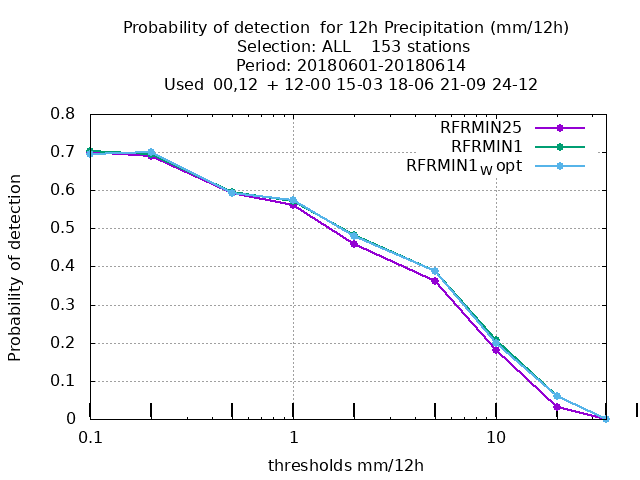 Probability of detection  for 12h Precipitation (mm/12h)
Selection: ALL    153 stations
Period: 20180601-20180614
Used  00,12  + 12-00 15-03 18-06 21-09 24-12
RFRMIN25
RFRMIN1
RFRMIN1w opt
Probability of detection
0.8
0.7
0.6
0.5
0.4
0.3
0.2
0.1
0
0.1
1
10
thresholds mm/12h